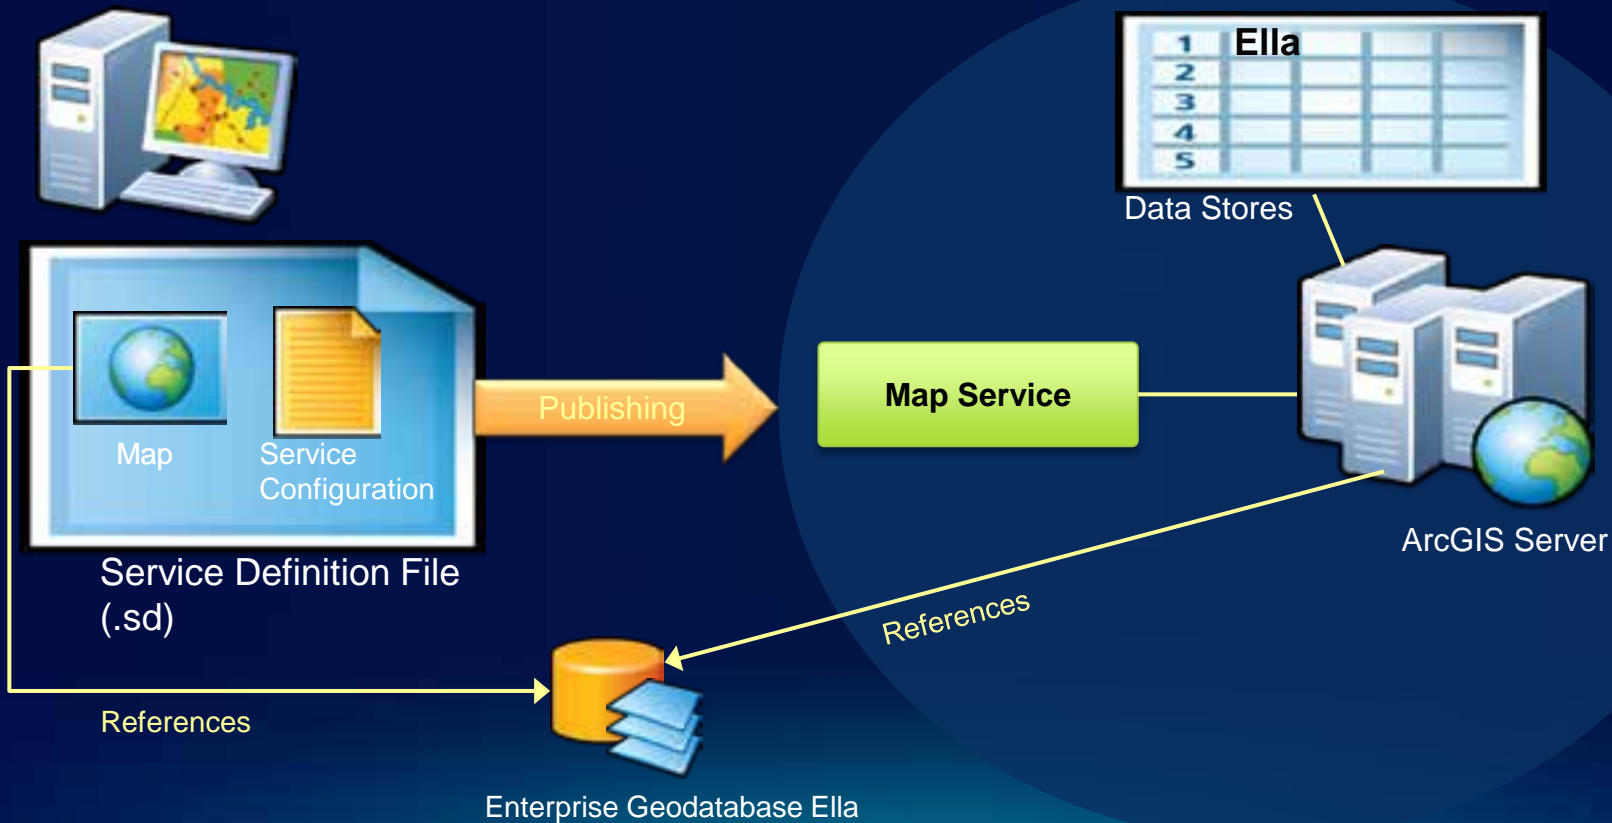 1 Ella
2
3
4
5
Data Stores
Map
Service
Configuration
Publishing
Map Service
ArcGIS Server
Service Definition File
(.sd)
References
References
Enterprise Geodatabase Ella